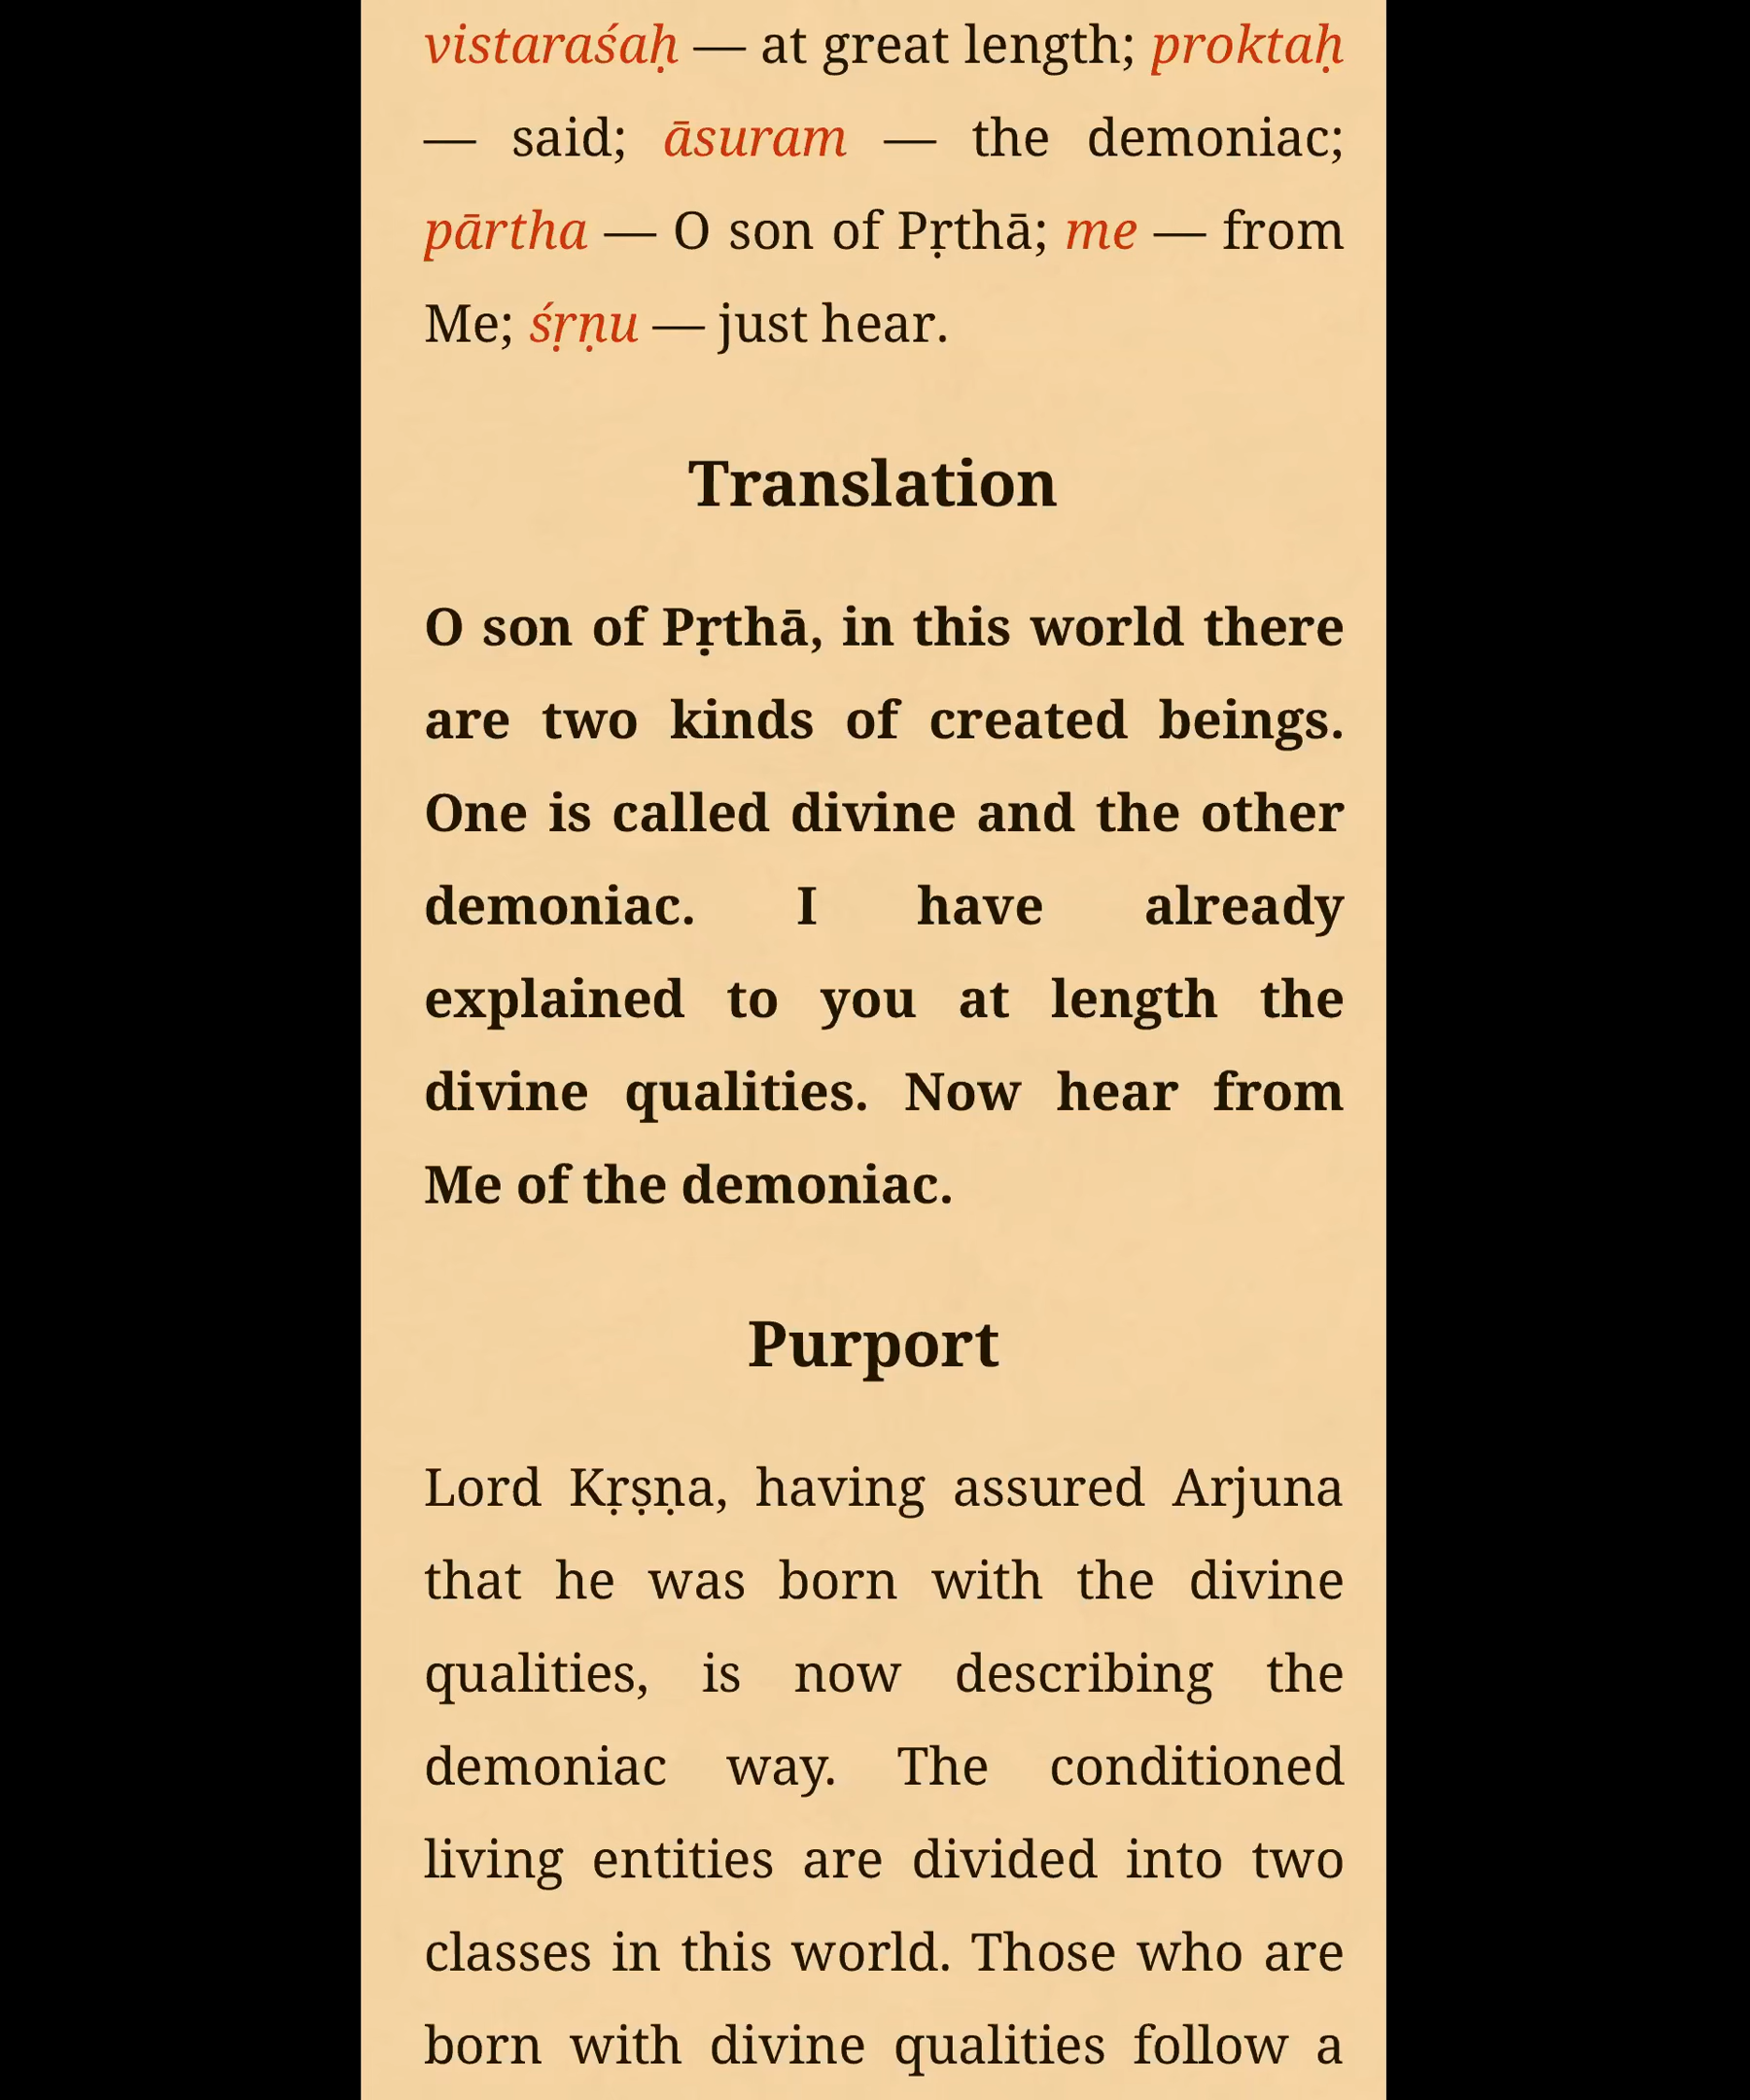 vistaraśaḥ — at great length; proktaḥ
— said; āsuram — the demoniac;
pārtha — O son of Pṛthā; me — from
Me; śṛṇu — just hear.
Translation
O son of Pṛthā, in this world there
are two kinds of created beings.
One is called divine and the other
demoniac. I have already
explained to you at length the
divine qualities. Now hear from
Me of the demoniac.
Purport
Lord Kṛṣṇa, having assured Arjuna
that he was born with the divine
qualities, is now describing the
demoniac way. The conditioned
living entities are divided into two
classes in this world. Those who are
born with divine qualities follow a